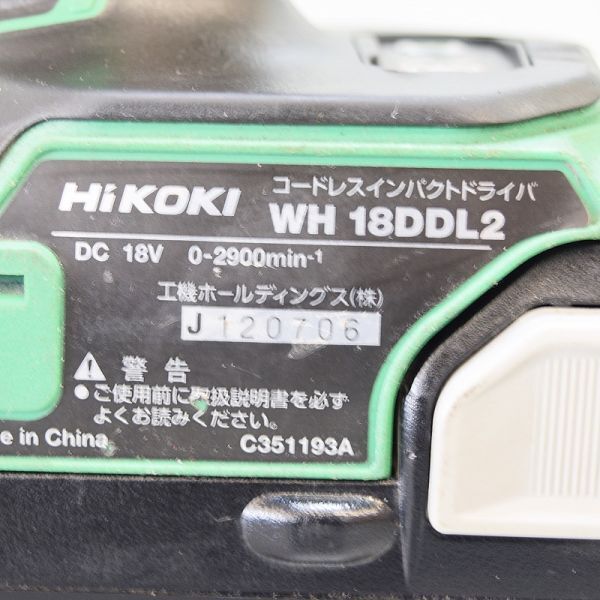 HiKOKI コードレスインパクトドライバ
WH 18DDL2
DC 18V 0-2900min-1
工機ホールディングス(株)
J 120706
警告
●ご使用前に取扱説明書を必ず
よくお読みください。
in China
C351193A